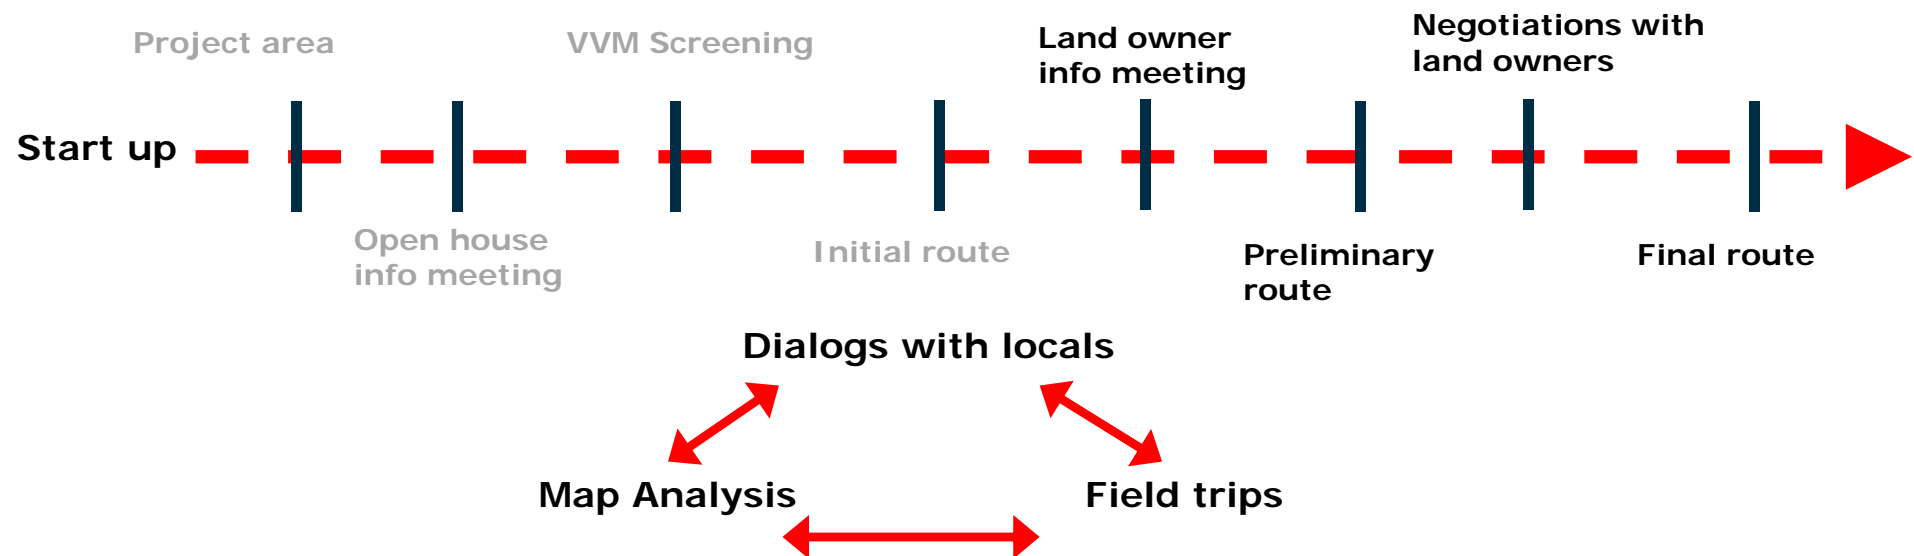 Project area
VVM Screening
Land owner
info meeting
Negotiations with
land owners
Start up
Open house
info meeting
Initial route
Preliminary
route
Final route
Dialogs with locals
Map Analysis
Field trips